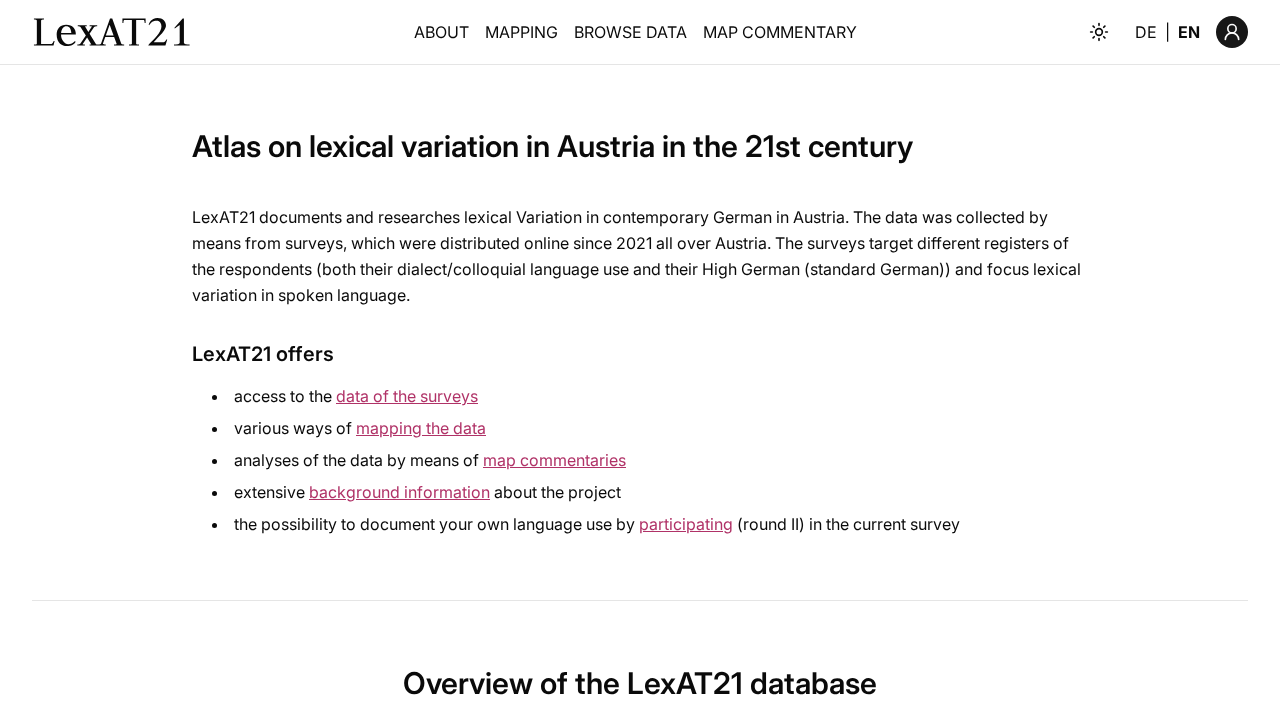 LexAT21
ABOUT MAPPING BROWSE DATA MAP COMMENTARY
DE | EN
Atlas on lexical variation in Austria in the 21st century
LexAT21 documents and researches lexical Variation in contemporary German in Austria. The data was collected by
means from surveys, which were distributed online since 2021 all over Austria. The surveys target different registers of
the respondents (both their dialect/colloquial language use and their High German (standard German)) and focus lexical
variation in spoken language.
LexAT21 offers
access to the data of the surveys
various ways of mapping the data
analyses of the data by means of map commentaries
extensive background information about the project
the possibility to document your own language use by participating (round II) in the current survey
Overview of the LexAT21 database